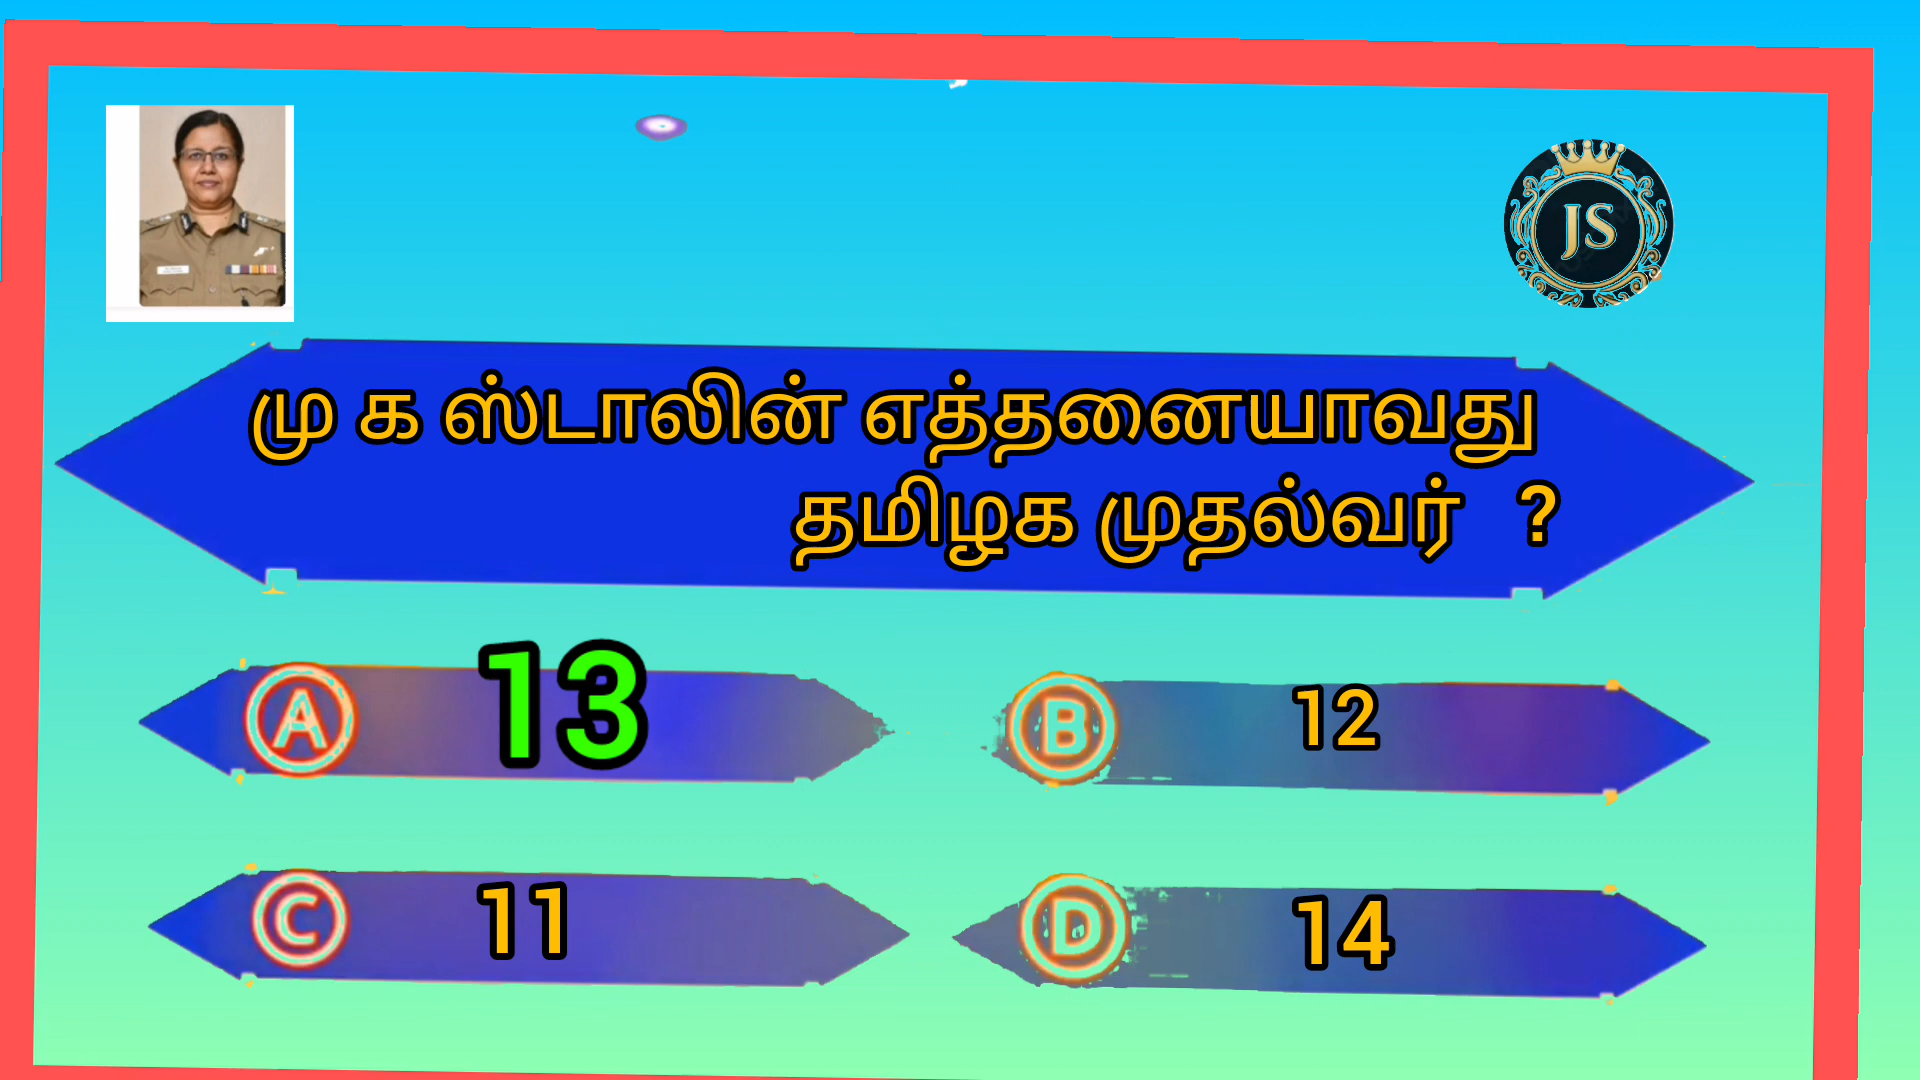 JS
மு க ஸ்டாலின் எத்தனையாவது
தமிழக முதல்வர் ?
A 13
B 12
C 11
D 14